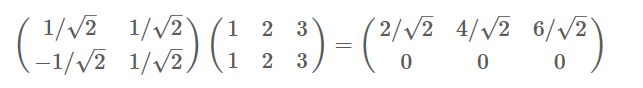 ( 1/√2 1/√2 ) ( 1 2 3 ) = ( 2/√2 4/√2 6/√2 )
( -1/√2 1/√2 ) ( 1 2 3 ) ( 0 0 0 )